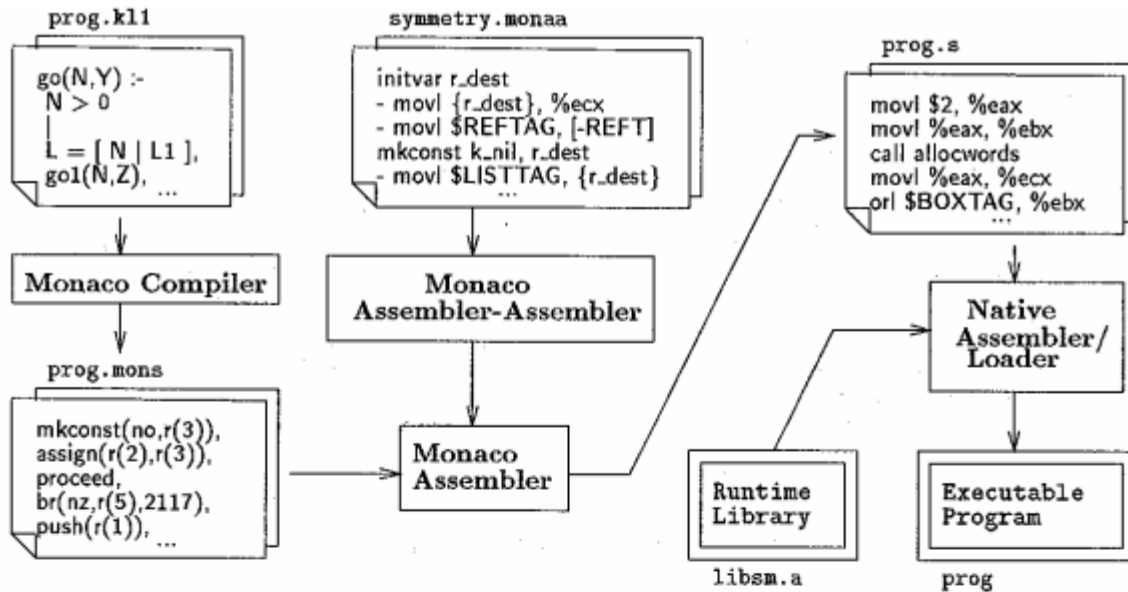 prog.kl1
go(N,Y) :-
N > 0
|
L = [ N | L1 ],
go1(N,Z),
...
Monaco Compiler
prog.mons
mkconst(no,r(3)),
assign(r(2),r(3)),
proceed,
br(nz,r(5),2117),
push(r(1)),
...
symmetry.monaa
initvar r_dest
- movl {r_dest}, %ecx
- movl $REFTAG, [-REFT]
mkconst k_nil, r_dest
- movl $LISTTAG, {r_dest}
...
Monaco
Assembler-Assembler
Monaco
Assembler
prog.s
movl $2, %eax
movl %eax, %ebx
call allocwords
movl %eax, %ecx
orl $BOXTAG, %ebx
...
Native
Assembler/
Loader
Runtime
Library
libsm.a
Executable
Program
prog